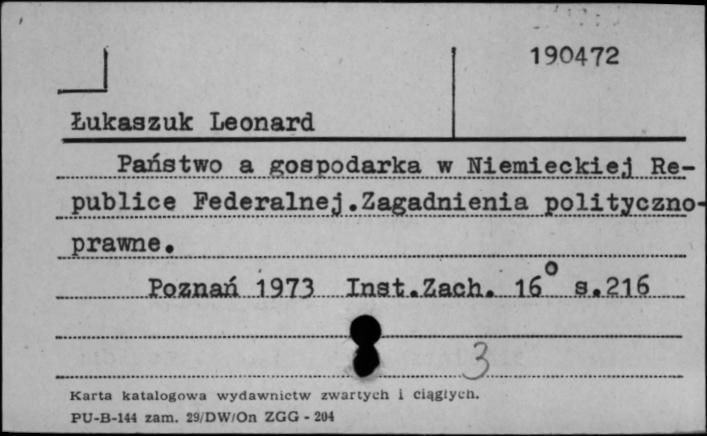 190472
Łukaszuk Leonard
Państwo a gospodarka w Niemieckiej Re-
publice Federalnej.Zagadnienia polityczno-
prawne.
Poznań 1973 Inst.Zach. 16° s.216
3
Karta katalogowa wydawnictw zwartych i ciągłych.
PU-B-144 zam. 29/DW/On ZGG - 204